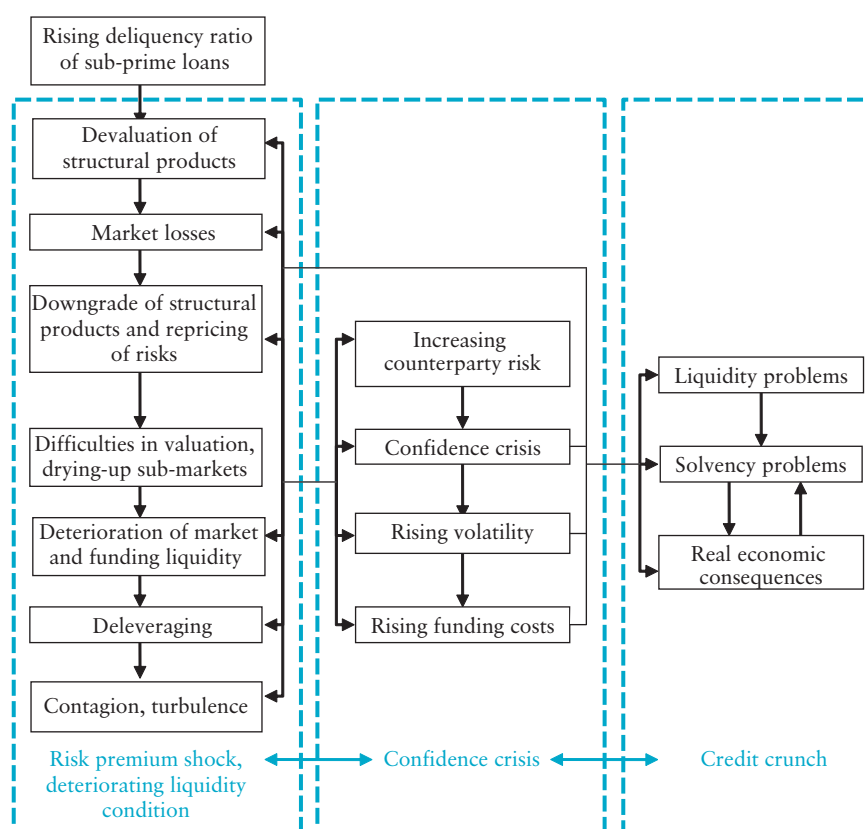 Rising deliquency ratio
of sub-prime loans
Devaluation of
structural products
Market losses
Downgrade of structural
products and repricing
of risks
Difficulties in valuation,
drying-up sub-markets
Deterioration of market
and funding liquidity
Deleveraging
Contagion, turbulence
Risk premium shock,
deteriorating liquidity
condition
Increasing
counterparty risk
Confidence crisis
Rising volatility
Rising funding costs
Confidence crisis
Liquidity problems
Solvency problems
Real economic
consequences
Credit crunch